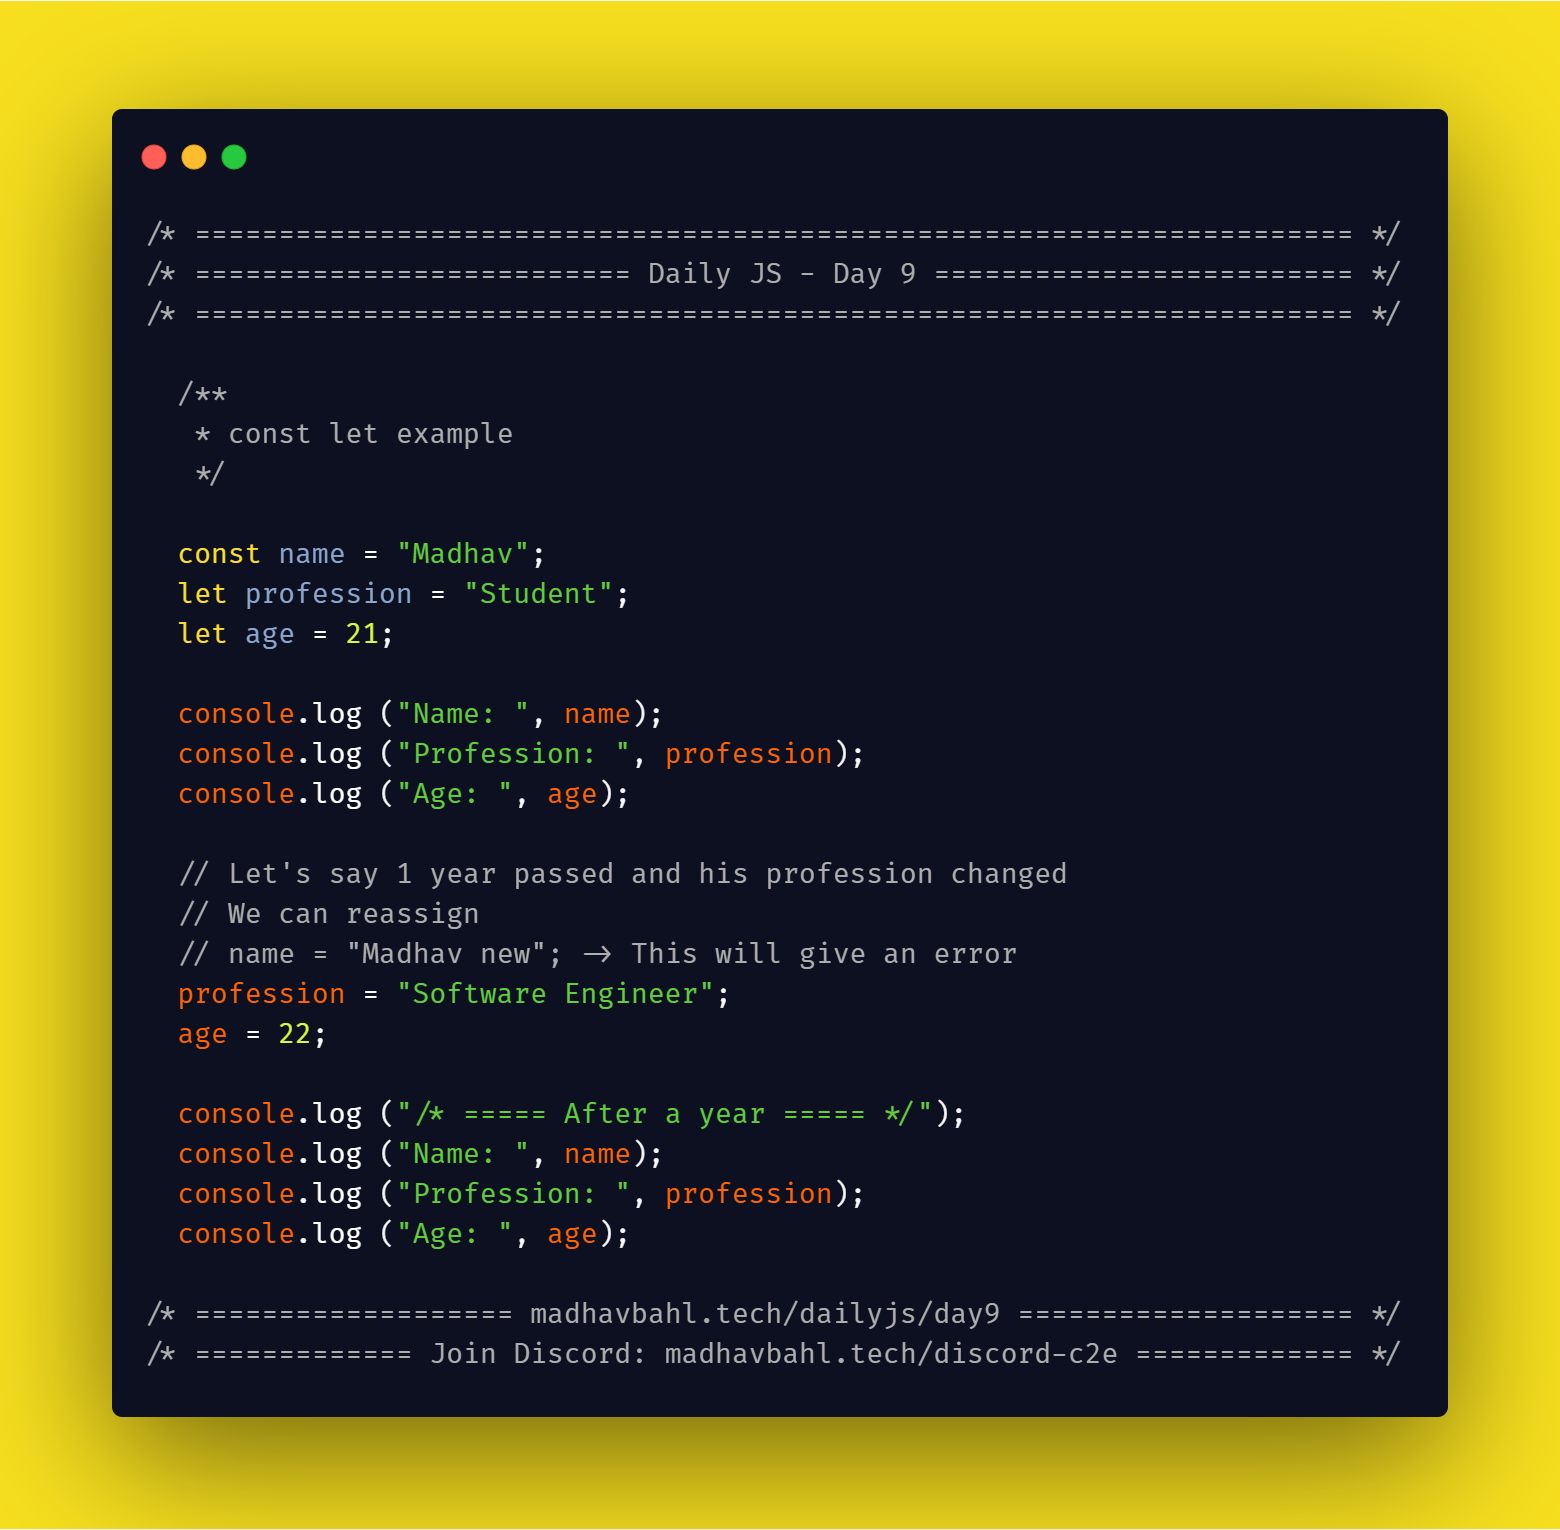 /* ===================================================================== */
/* ========================== Daily JS - Day 9 ========================= */
/* ===================================================================== */
/**
* const let example
*/
const name = "Madhav";
let profession = "Student";
let age = 21;
console.log ("Name: ", name);
console.log ("Profession: ", profession);
console.log ("Age: ", age);
// Let's say 1 year passed and his profession changed
// We can reassign
// name = "Madhav new"; -> This will give an error
profession = "Software Engineer";
age = 22;
console.log ("/* ===== After a year ===== */");
console.log ("Name: ", name);
console.log ("Profession: ", profession);
console.log ("Age: ", age);
/* =================== madhavbahl.tech/dailyjs/day9 ==================== */
/* ============= Join Discord: madhavbahl.tech/discord-c2e ============= */